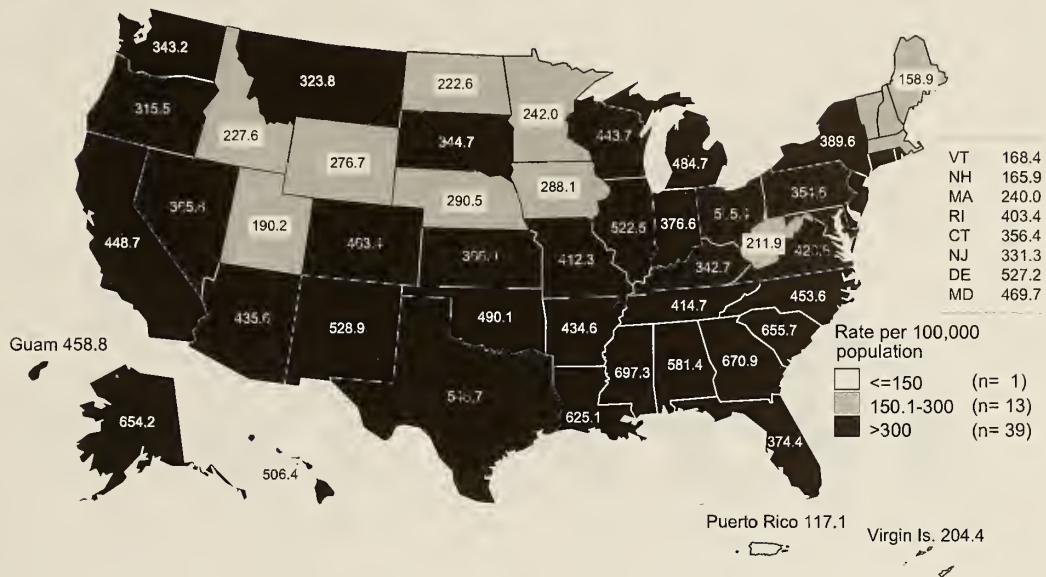 343.2
323.8
222.6
158.9
315.5
242.0
227.6
344.7
443.7
389.6
276.7
484.7
288.1
290.5
190.2
448.7
522.5
376.6
211.9
412.3
342.7
VT 168.4
NH 165.9
MA 240.0
RI 403.4
CT 356.4
NJ 331.3
DE 527.2
MD 469.7
435.6
528.9
490.1
434.6
414.7
453.6
655.7
697.3
581.4
670.9
625.1
374.4
Guam 458.8
654.2
506.4
Rate per 100,000
population
<=150 (n= 1)
150.1-300 (n= 13)
>300 (n= 39)
Puerto Rico 117.1
Virgin Is. 204.4